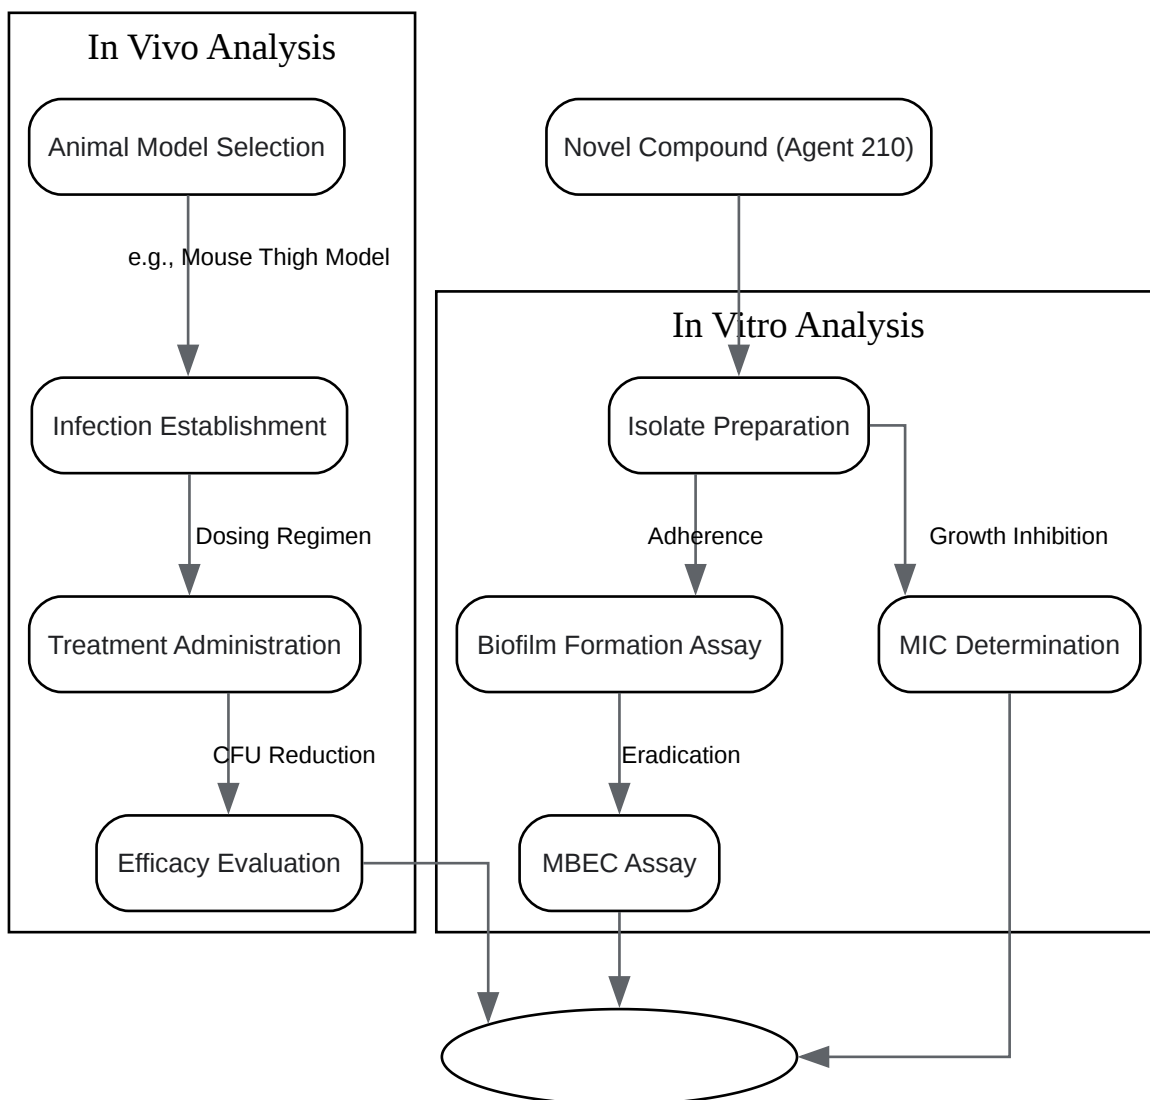 In Vivo Analysis
Animal Model Selection
Novel Compound (Agent 210)
e.g., Mouse Thigh Model
In Vitro Analysis
Infection Establishment
Isolate Preparation
Dosing Regimen
Adherence
Growth Inhibition
Treatment Administration
Biofilm Formation Assay
MIC Determination
CFU Reduction
Eradication
Efficacy Evaluation
MBEC Assay